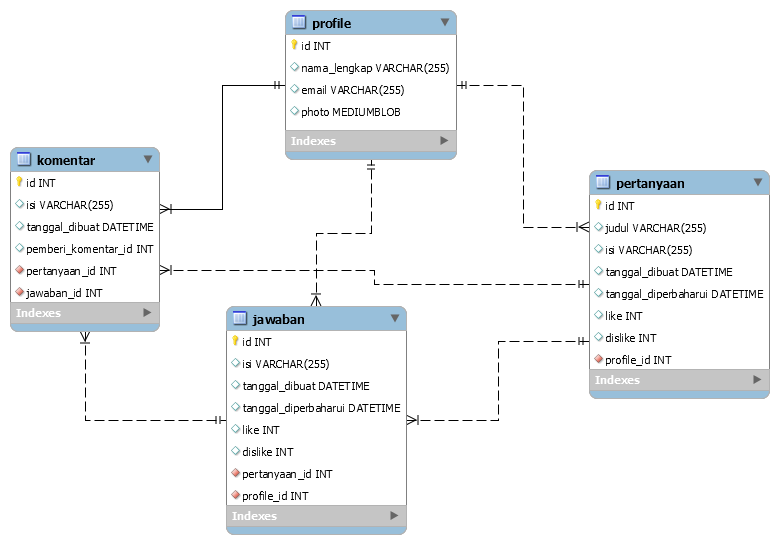 profile
id INT
nama_lengkap VARCHAR(255)
email VARCHAR(255)
photo MEDIUMBLOB
Indexes
komentar
id INT
isi VARCHAR(255)
tanggal_dibuat DATETIME
pemberi_komentar_id INT
pertanyaan_id INT
jawaban_id INT
Indexes
pertanyaan
id INT
judul VARCHAR(255)
isi VARCHAR(255)
tanggal_dibuat DATETIME
tanggal_diperbaharui DATETIME
like INT
dislike INT
profile_id INT
Indexes
jawaban
id INT
isi VARCHAR(255)
tanggal_dibuat DATETIME
tanggal_diperbaharui DATETIME
like INT
dislike INT
pertanyaan_id INT
profile_id INT
Indexes